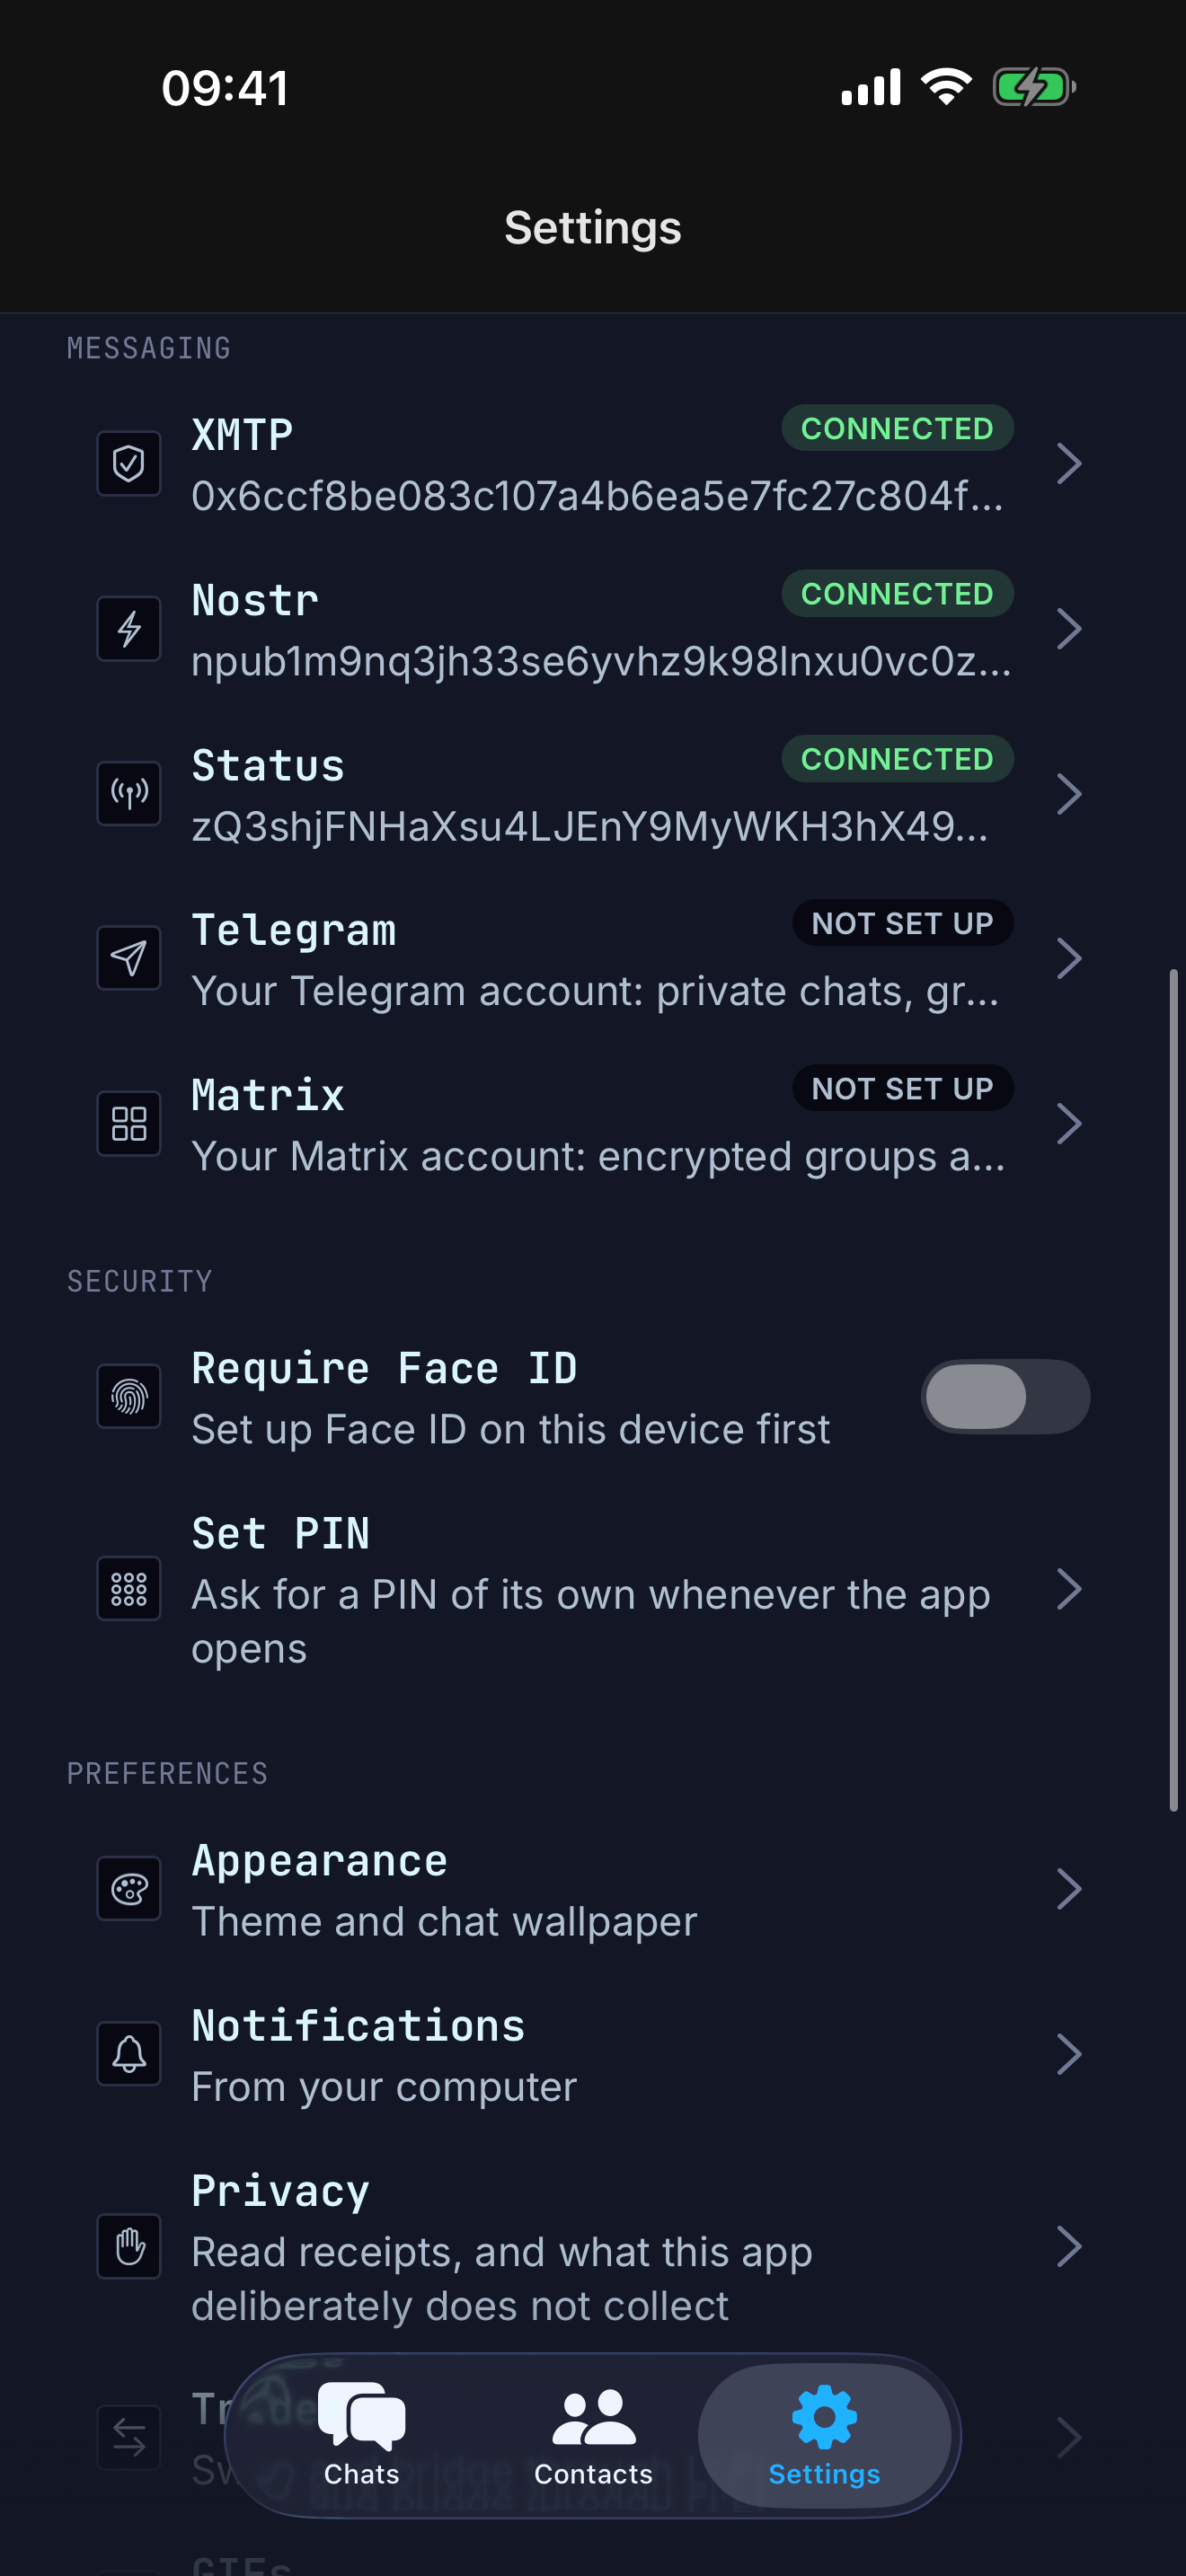 09:41
Settings
MESSAGING
XMTP
CONNECTED
0x6ccf8be083c107a4b6ea5e7fc27c804f...
Nostr
CONNECTED
npub1m9nq3jh33se6yvhz9k98lnxu0vc0z...
Status
CONNECTED
zQ3shjFNHaXsu4LJEnY9MyWKH3hX49...
Telegram
NOT SET UP
Your Telegram account: private chats, gr...
Matrix
NOT SET UP
Your Matrix account: encrypted groups a...
SECURITY
Require Face ID
Set up Face ID on this device first
Set PIN
Ask for a PIN of its own whenever the app
opens
PREFERENCES
Appearance
Theme and chat wallpaper
Notifications
From your computer
Privacy
Read receipts, and what this app
deliberately does not collect
Chats
Contacts
Settings
GIFs